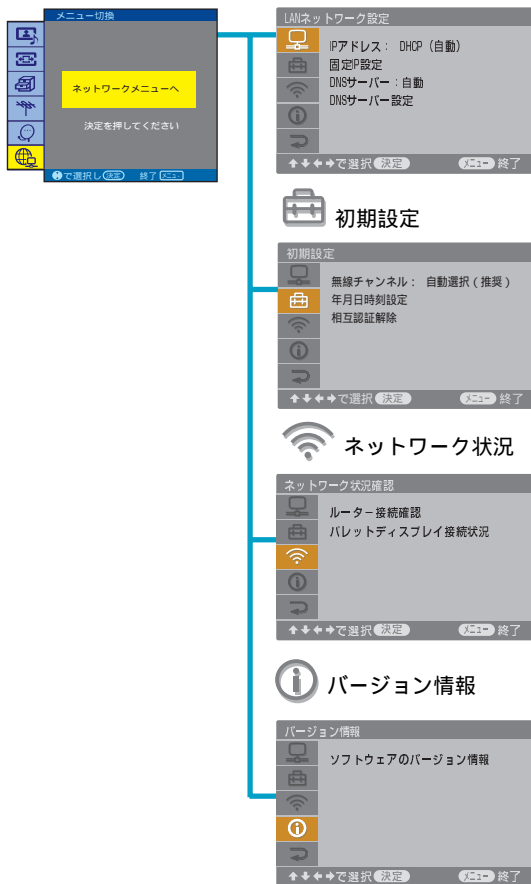 メニュー切換
ネットワークメニューへ
決定を押してください
で選択し 決定 終了 メニュー
LANネットワーク設定
IPアドレス： DHCP（自動）
固定IP設定
DNSサーバー：自動
DNSサーバー設定
で選択 決定 メニュー 終了
初期設定
初期設定
無線チャンネル： 自動選択（推奨）
年月日時刻設定
相互認証解除
で選択 決定 メニュー 終了
ネットワーク状況
ネットワーク状況確認
ルーター接続確認
パレットディスプレイ接続状況
で選択 決定 メニュー 終了
バージョン情報
バージョン情報
ソフトウェアのバージョン情報
で選択 決定 メニュー 終了